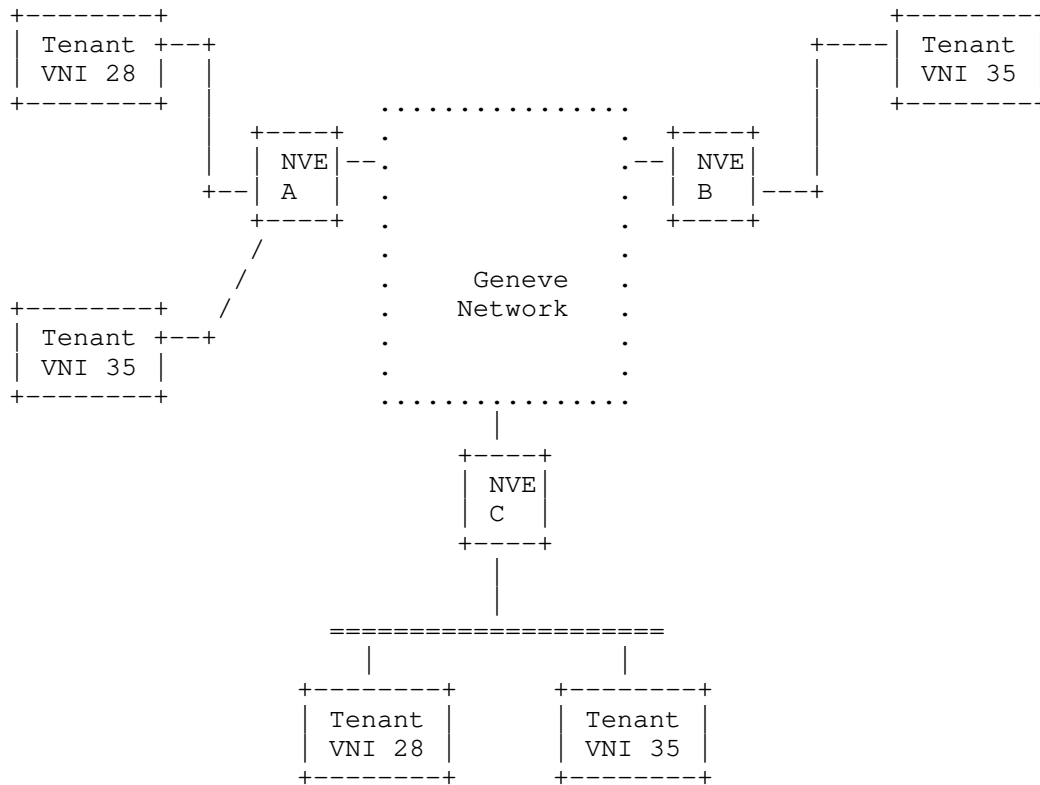 Tenant
VNI 28
Tenant
VNI 35
NVE
A
NVE
B
Geneve
Network
Tenant
VNI 35
NVE
C
Tenant
VNI 28
Tenant
VNI 35